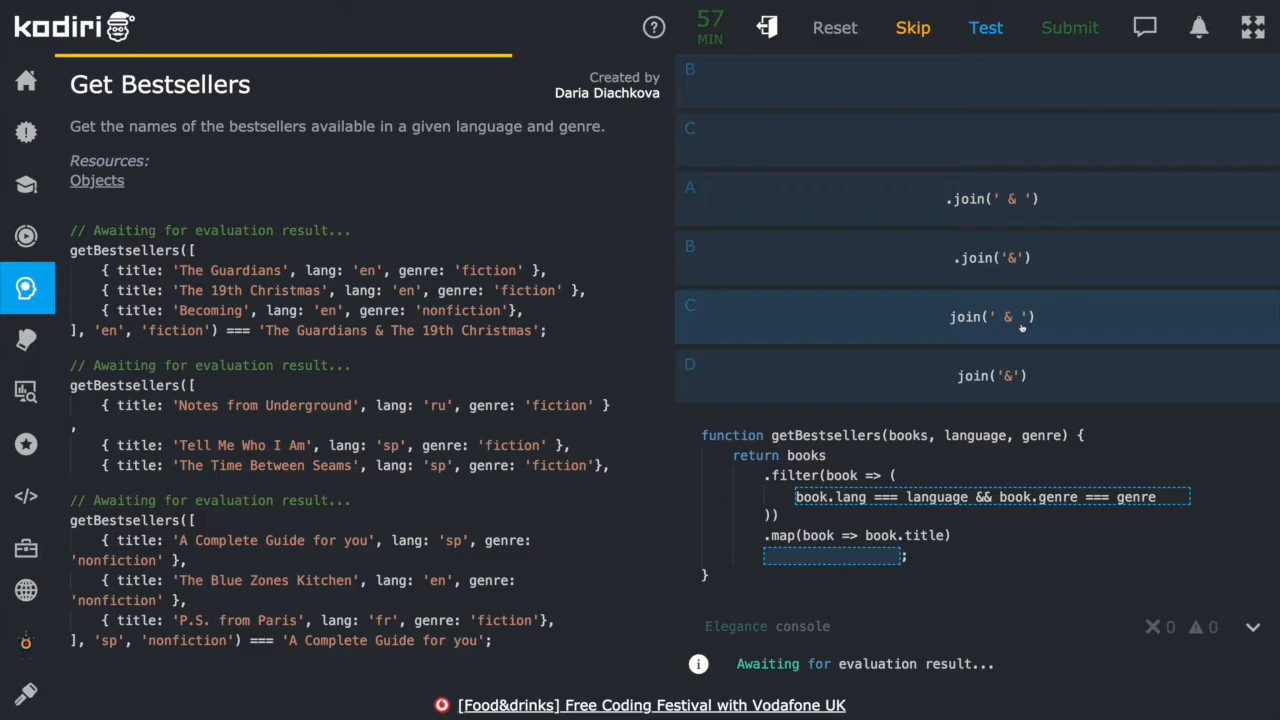 kodiri
?
57
MIN
Reset
Skip
Test
Submit
Get Bestsellers
Created by
Daria Diachkova
Get the names of the bestsellers available in a given language and genre.
Resources:
Objects
// Awaiting for evaluation result...
getBestsellers([
{ title: 'The Guardians', lang: 'en', genre: 'fiction' },
{ title: 'The 19th Christmas', lang: 'en', genre: 'fiction' },
{ title: 'Becoming', lang: 'en', genre: 'nonfiction'},
], 'en', 'fiction') === 'The Guardians & The 19th Christmas';
// Awaiting for evaluation result...
getBestsellers([
{ title: 'Notes from Underground', lang: 'ru', genre: 'fiction' }
,
{ title: 'Tell Me Who I Am', lang: 'sp', genre: 'fiction' },
{ title: 'The Time Between Seams', lang: 'sp', genre: 'fiction'},
// Awaiting for evaluation result...
getBestsellers([
{ title: 'A Complete Guide for you', lang: 'sp', genre:
'nonfiction' },
{ title: 'The Blue Zones Kitchen', lang: 'en', genre:
'nonfiction' },
{ title: 'P.S. from Paris', lang: 'fr', genre: 'fiction'},
], 'sp', 'nonfiction') === 'A Complete Guide for you';
B
C
A
.join(' & ')
B
.join('&')
C
join(' & ')
D
join('&')
function getBestsellers(books, language, genre) {
return books
.filter(book => (
book.lang === language && book.genre === genre
))
.map(book => book.title)
;
}
Elegance console
0
0
Awaiting for evaluation result...
[Food&drinks] Free Coding Festival with Vodafone UK